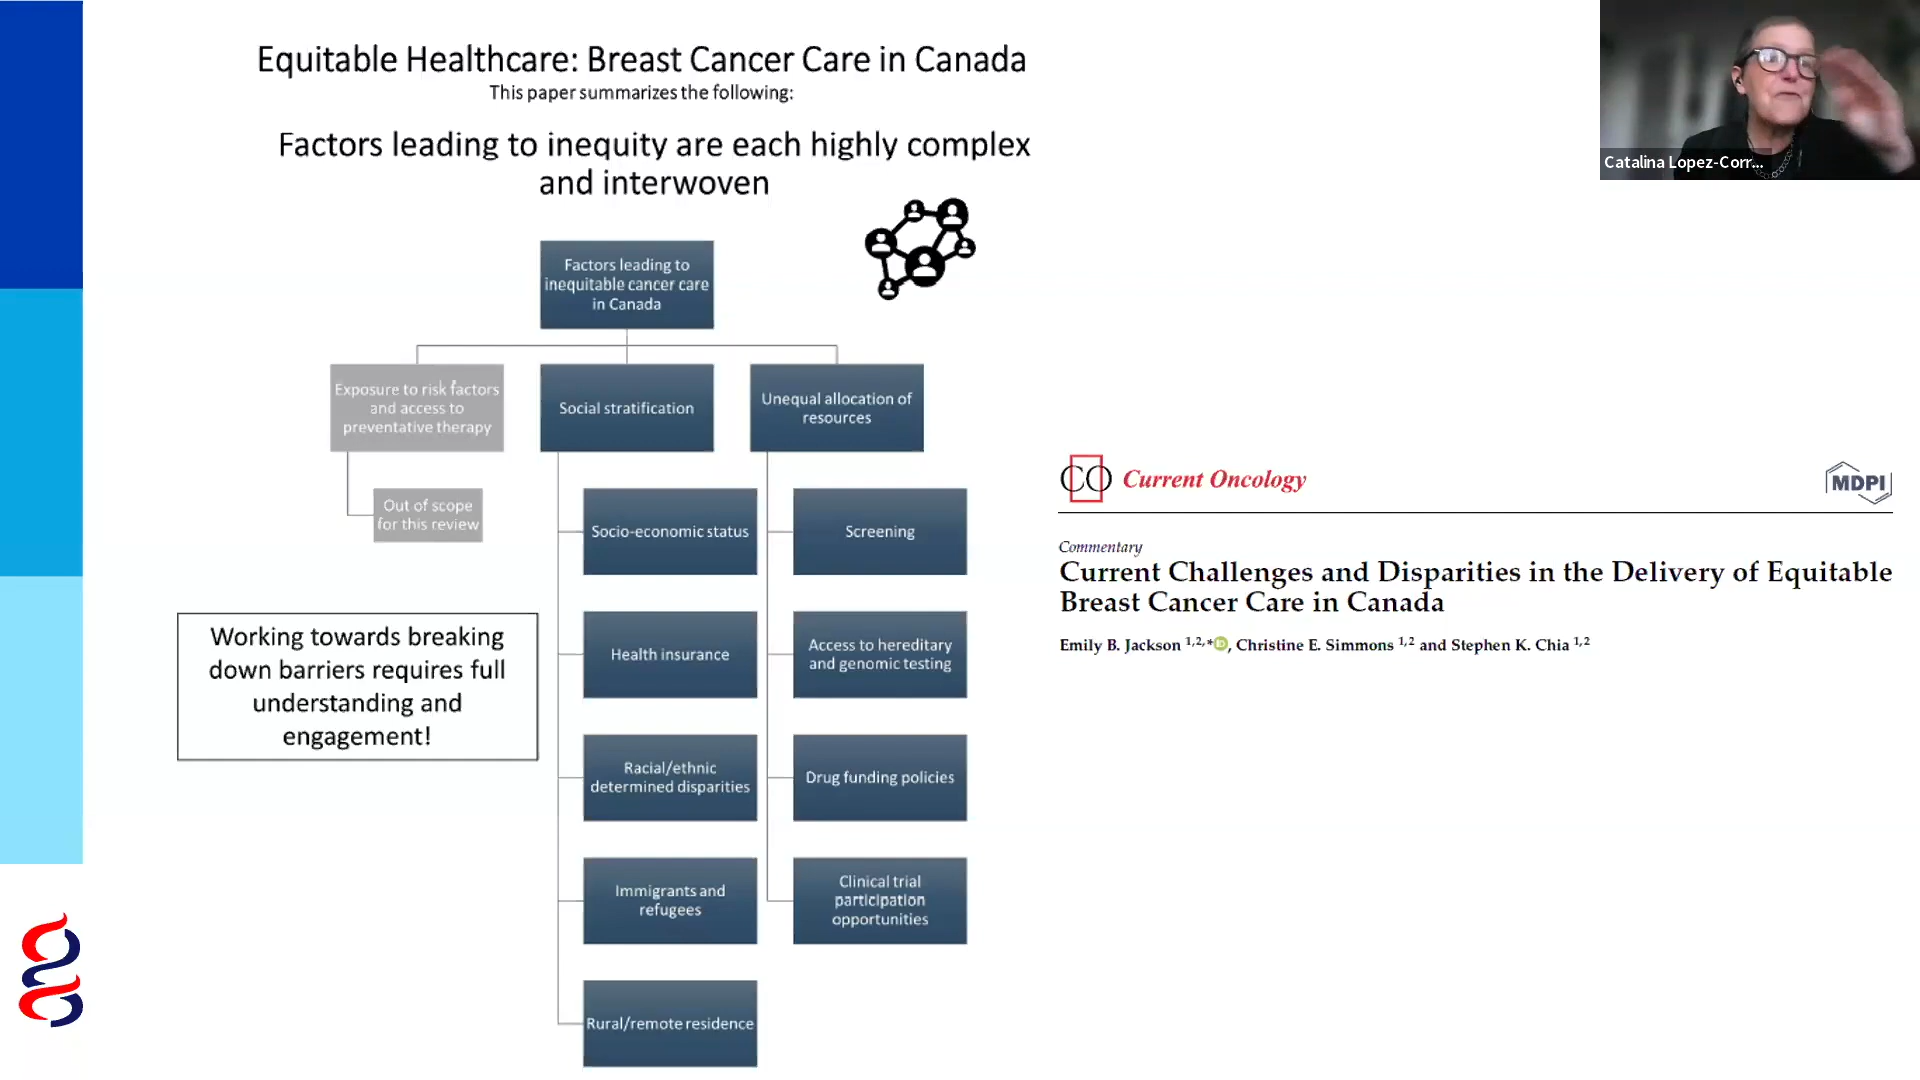 Equitable Healthcare: Breast Cancer Care in Canada
This paper summarizes the following:
Factors leading to inequity are each highly complex
and interwoven
Factors leading to
inequitable cancer care
in Canada
Exposure to risk factors
and access to
preventative therapy
Out of scope
for this review
Social stratification
Socio-economic status
Health insurance
Racial/ethnic
determined disparities
Immigrants and
refugees
Rural/remote residence
Unequal allocation of
resources
Screening
Access to hereditary
and genomic testing
Drug funding policies
Clinical trial
participation
opportunities
Working towards breaking
down barriers requires full
understanding and
engagement!
Catalina Lopez-Corr...
CO Current Oncology
MDPI
Commentary
Current Challenges and Disparities in the Delivery of Equitable
Breast Cancer Care in Canada
Emily B. Jackson 1,2,* iD, Christine E. Simmons 1,2 and Stephen K. Chia 1,2